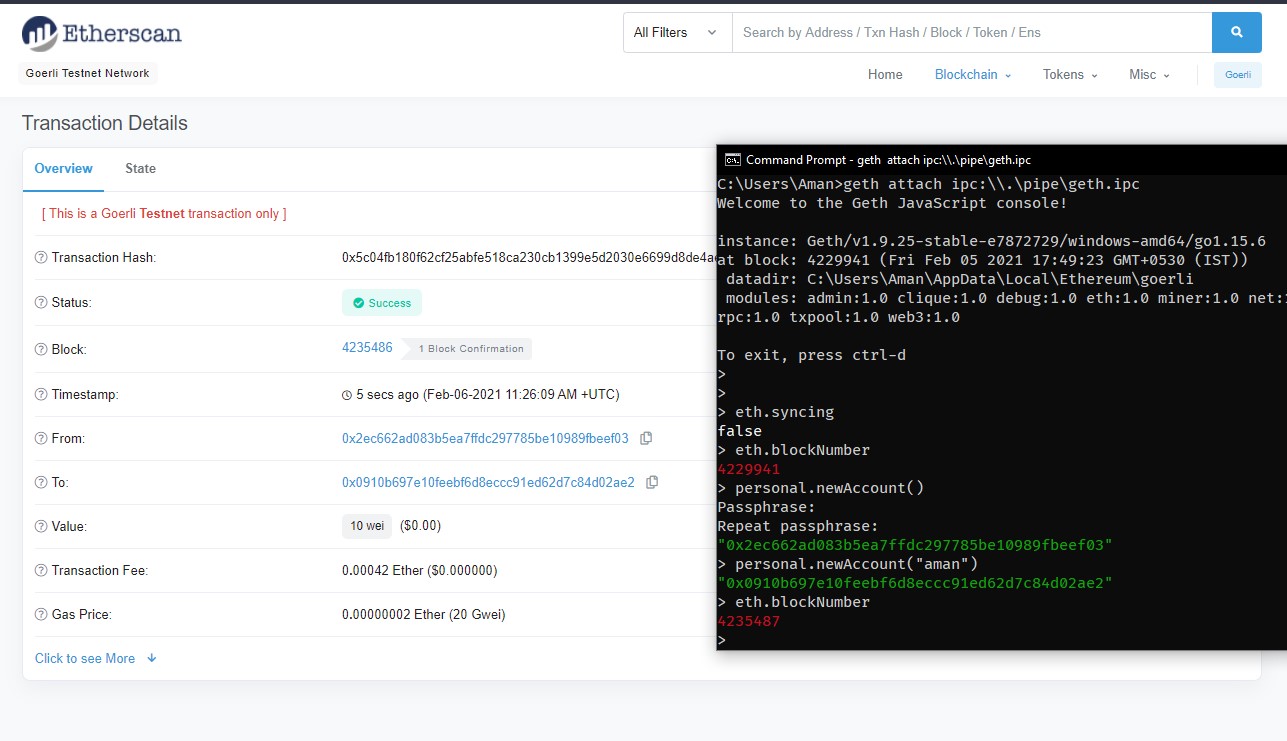 Etherscan
All Filters
Search by Address / Txn Hash / Block / Token / Ens
Goerli Testnet Network
Home
Blockchain
Tokens
Misc
Goerli
Transaction Details
Overview
State
[ This is a Goerli Testnet transaction only ]
Transaction Hash:
0x5c04fb180f62cf25abfe518ca230cb1399e5d2030e6699d8de4a
Status:
Success
Block:
4235486
1 Block Confirmation
Timestamp:
5 secs ago (Feb-06-2021 11:26:09 AM +UTC)
From:
0x2ec662ad083b5ea7ffdc297785be10989fbeef03
To:
0x0910b697e10feebf6d8eccc91ed62d7c84d02ae2
Value:
10 wei
($0.00)
Transaction Fee:
0.00042 Ether ($0.000000)
Gas Price:
0.00000002 Ether (20 Gwei)
Click to see More
Command Prompt - geth  attach ipc:\\.\pipe\geth.ipc
C:\Users\Aman>geth attach ipc:\\.\pipe\geth.ipc
Welcome to the Geth JavaScript console!
instance: Geth/v1.9.25-stable-e7872729/windows-amd64/go1.15.6
at block: 4229941 (Fri Feb 05 2021 17:49:23 GMT+0530 (IST))
datadir: C:\Users\Aman\AppData\Local\Ethereum\goerli
modules: admin:1.0 clique:1.0 debug:1.0 eth:1.0 miner:1.0 net:
rpc:1.0 txpool:1.0 web3:1.0
To exit, press ctrl-d
>
>
> eth.syncing
false
> eth.blockNumber
4229941
> personal.newAccount()
Passphrase:
Repeat passphrase:
"0x2ec662ad083b5ea7ffdc297785be10989fbeef03"
> personal.newAccount("aman")
"0x0910b697e10feebf6d8eccc91ed62d7c84d02ae2"
> eth.blockNumber
4235487
>